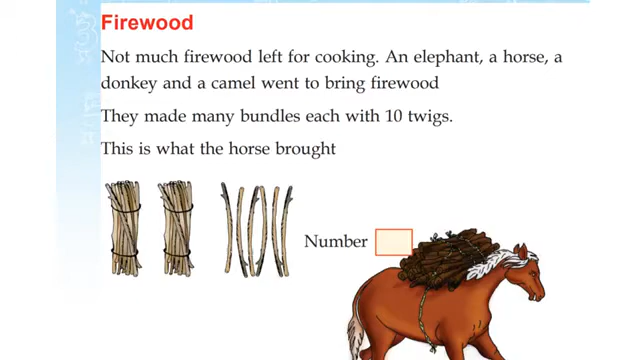 Firewood
Not much firewood left for cooking. An elephant, a horse, a
donkey and a camel went to bring firewood
They made many bundles each with 10 twigs.
This is what the horse brought
Number